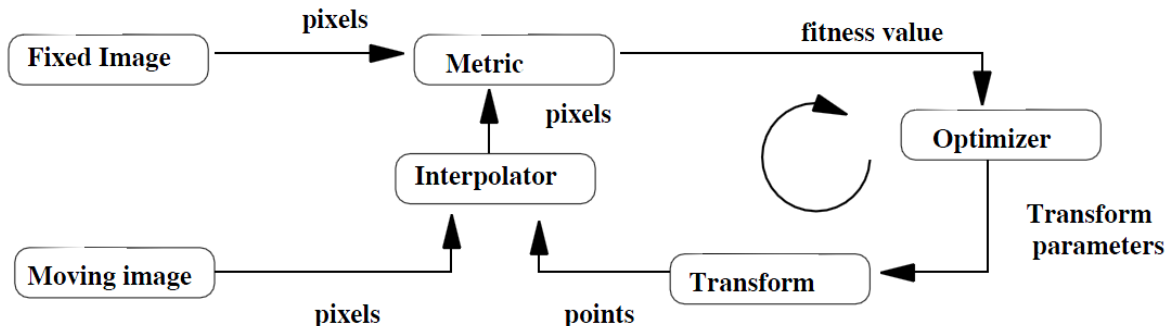 pixels
fitness value
Fixed Image
Metric
pixels
Optimizer
Interpolator
Transform
parameters
Moving image
Transform
pixels
points